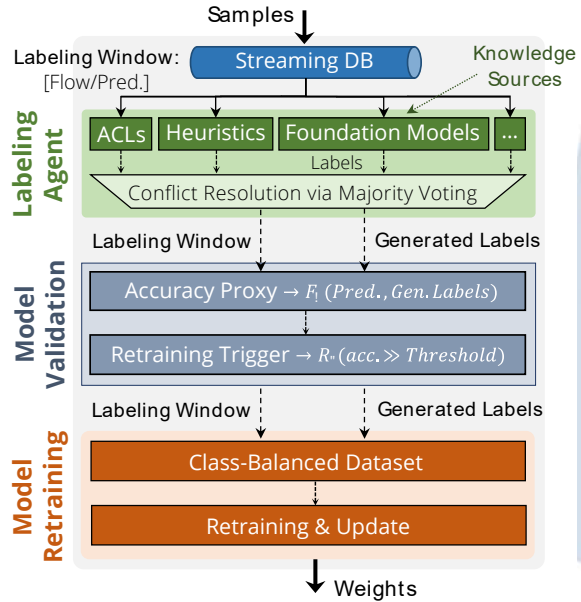 Samples
Labeling Window:
[Flow/Pred.]
Streaming DB
Knowledge
Sources
Labeling
Agent
ACLs
Heuristics
Foundation Models
...
Labels
Conflict Resolution via Majority Voting
Labeling Window
Generated Labels
Model
Validation
Accuracy Proxy → F! (Pred., Gen. Labels)
Retraining Trigger → R" (acc. ≫ Threshold)
Labeling Window
Generated Labels
Model
Retraining
Class-Balanced Dataset
Retraining & Update
Weights